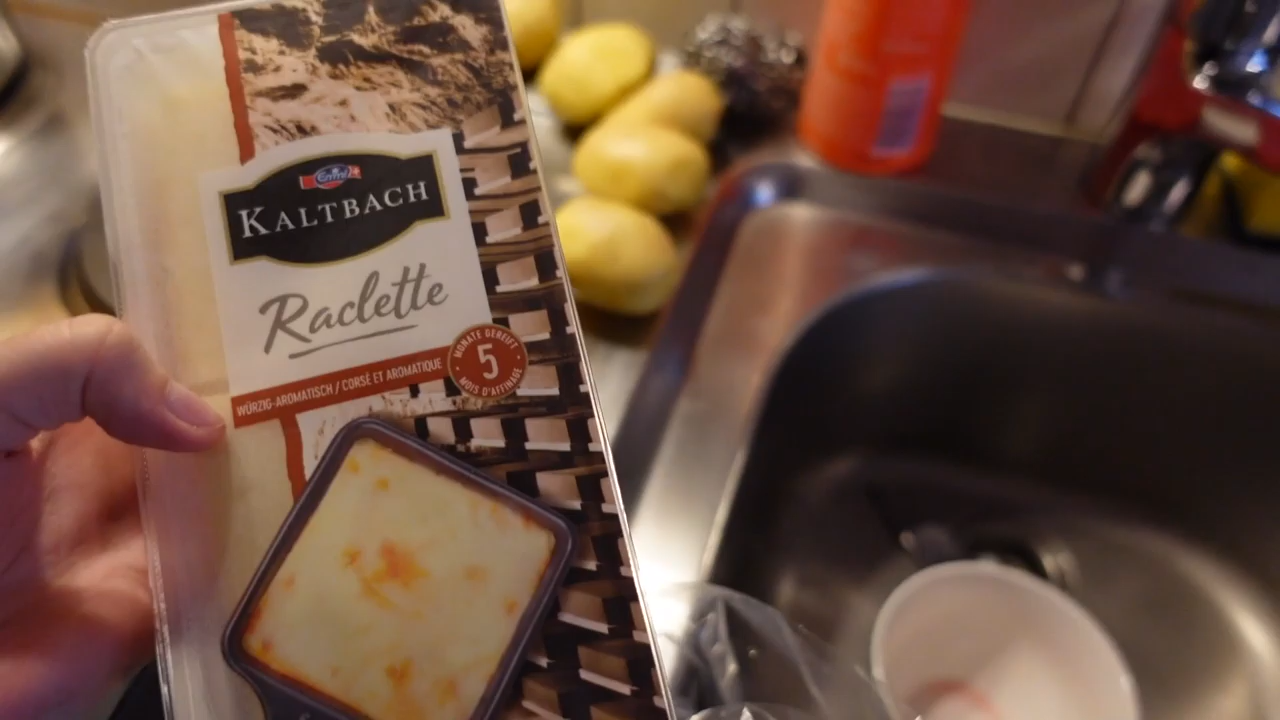 Emmi
KALTBACH
Raclette
WÜRZIG-AROMATISCH / CORSÉ ET AROMATIQUE
MONATE GEREIFT
5
MOIS D'AFFINAGE